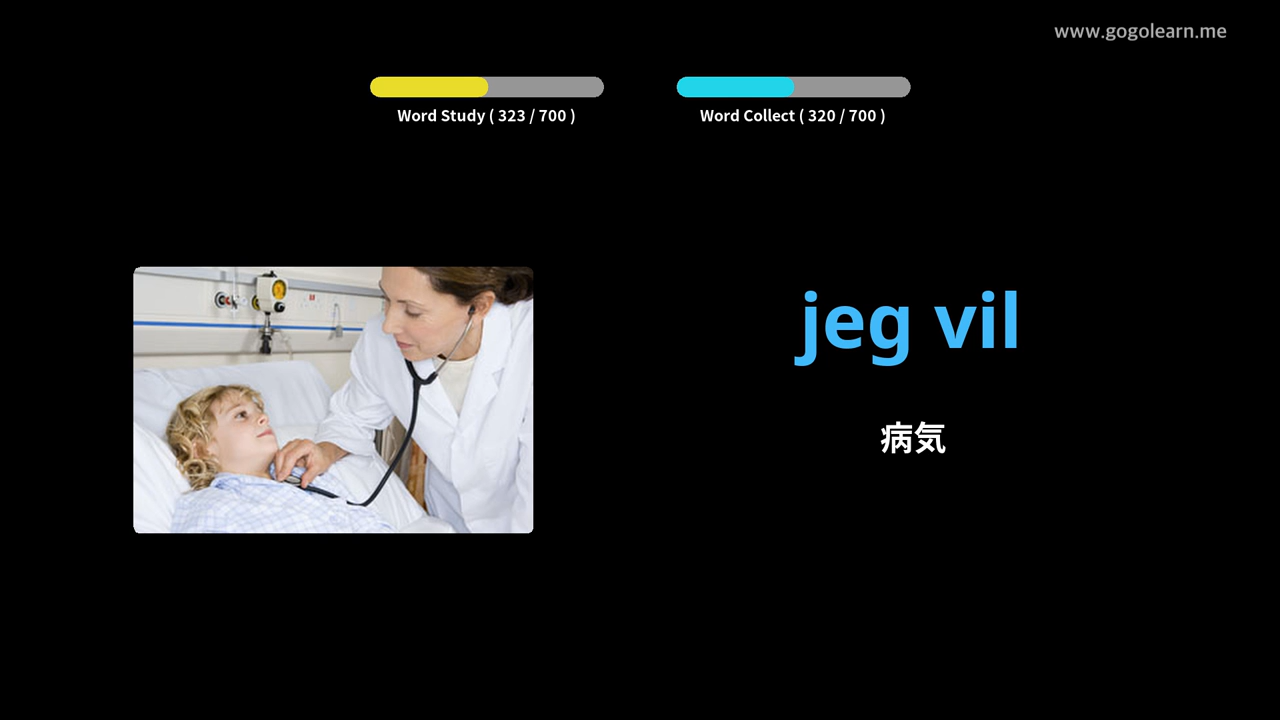 www.gogolearn.me
Word Study ( 323 / 700 )
Word Collect ( 320 / 700 )
jeg vil
病気